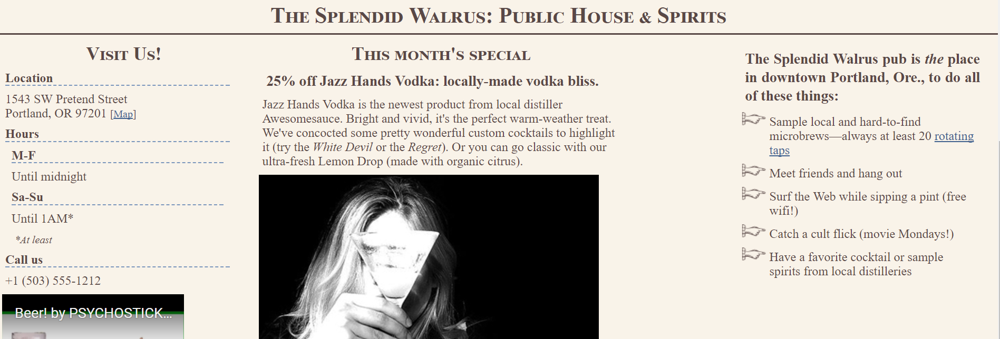 The Splendid Walrus: Public House & Spirits
Visit Us!
Location
1543 SW Pretend Street
Portland, OR 97201 [Map]
Hours
M-F
Until midnight
Sa-Su
Until 1AM*
*At least
Call us
+1 (503) 555-1212
Beer! by PSYCHOSTICK...
This month's special
25% off Jazz Hands Vodka: locally-made vodka bliss.
Jazz Hands Vodka is the newest product from local distiller
Awesomesauce. Bright and vivid, it's the perfect warm-weather treat.
We've concocted some pretty wonderful custom cocktails to highlight
it (try the White Devil or the Regret). Or you can go classic with our
ultra-fresh Lemon Drop (made with organic citrus).
The Splendid Walrus pub is the place
in downtown Portland, Ore., to do all
of these things:
Sample local and hard-to-find
microbrews—always at least 20 rotating
taps
Meet friends and hang out
Surf the Web while sipping a pint (free
wifi!)
Catch a cult flick (movie Mondays!)
Have a favorite cocktail or sample
spirits from local distilleries